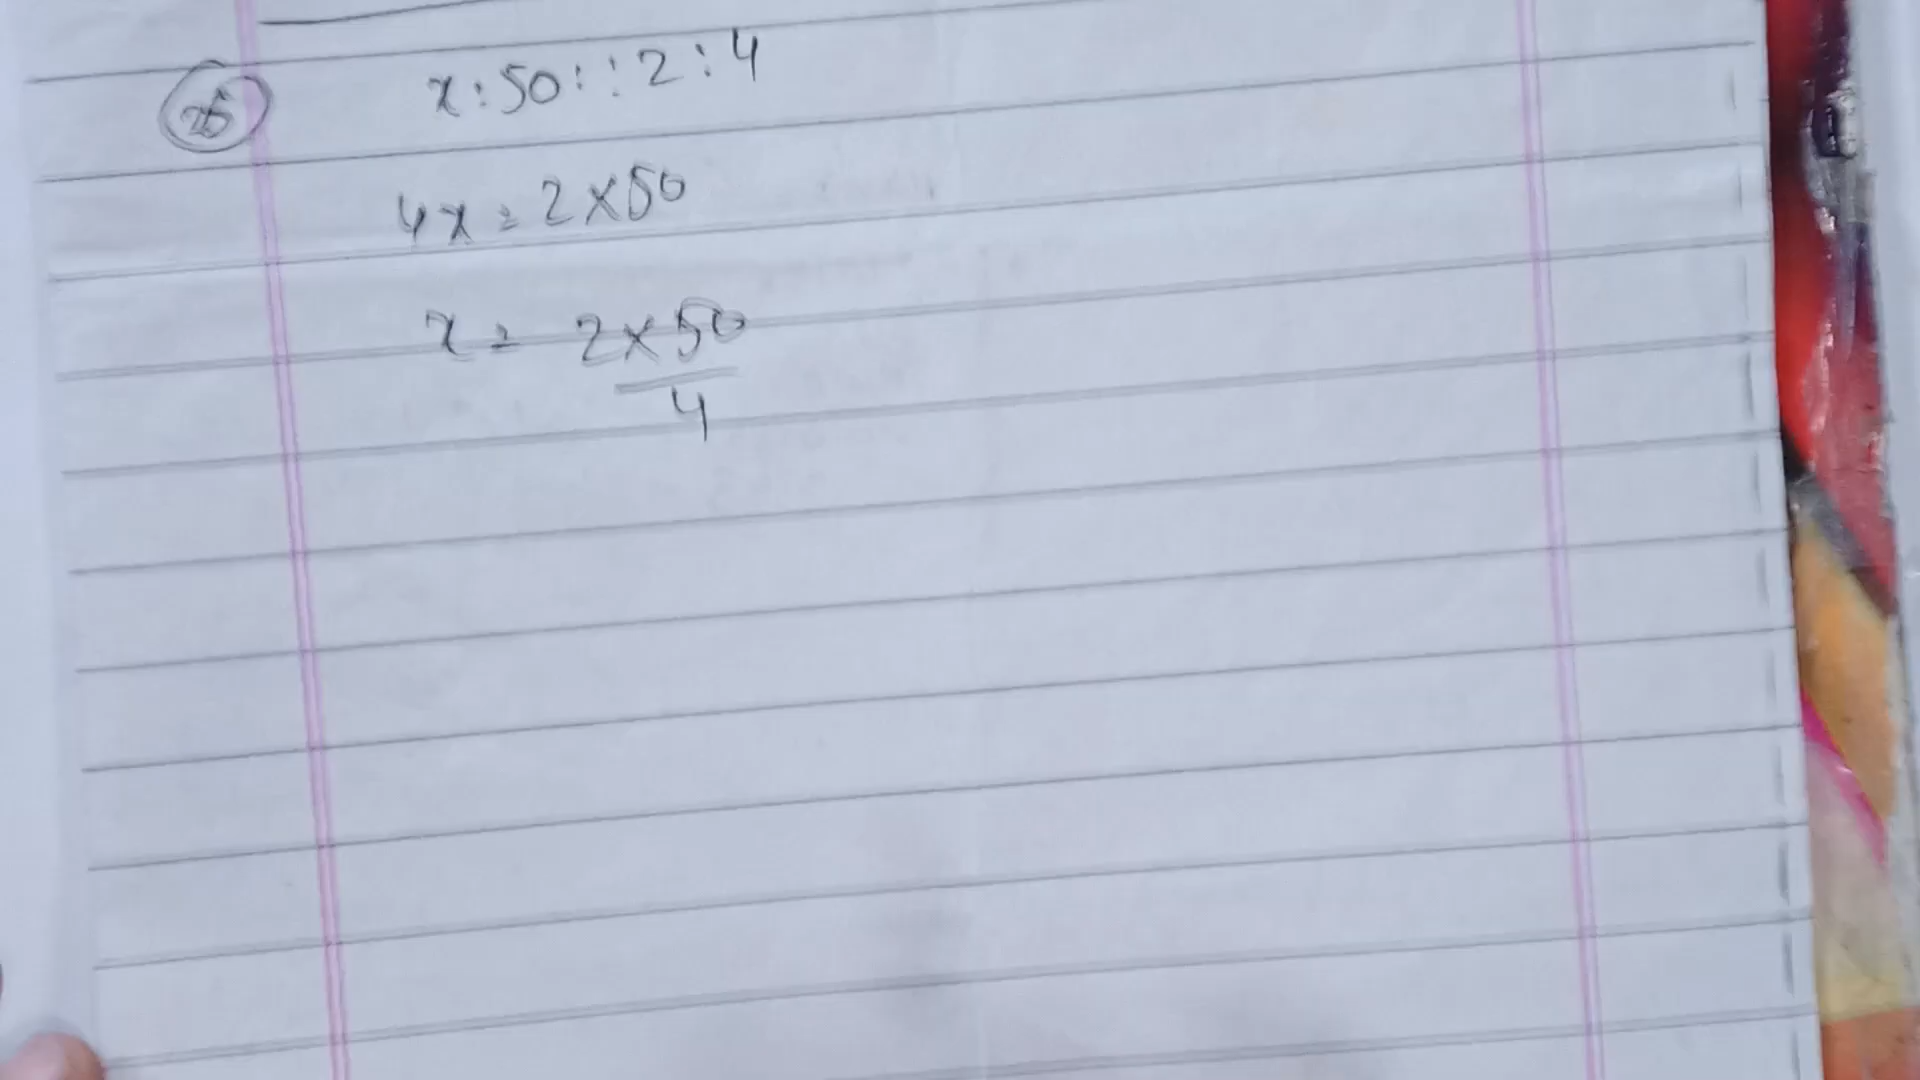 25 x : 50 : : 2 : 4
4x = 2 × 50
x = 2 × 50
4